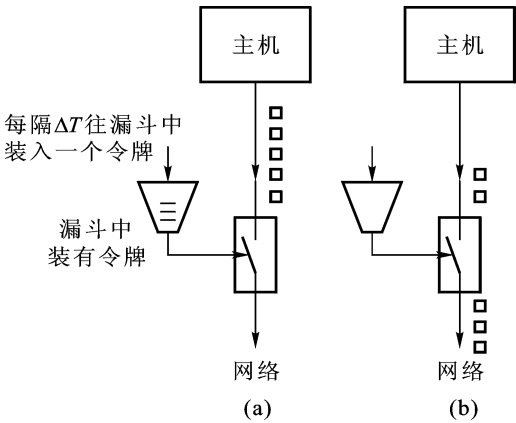 主机
主机
每隔ΔT往漏斗中
装入一个令牌
漏斗中
装有令牌
网络
网络
(a)
(b)